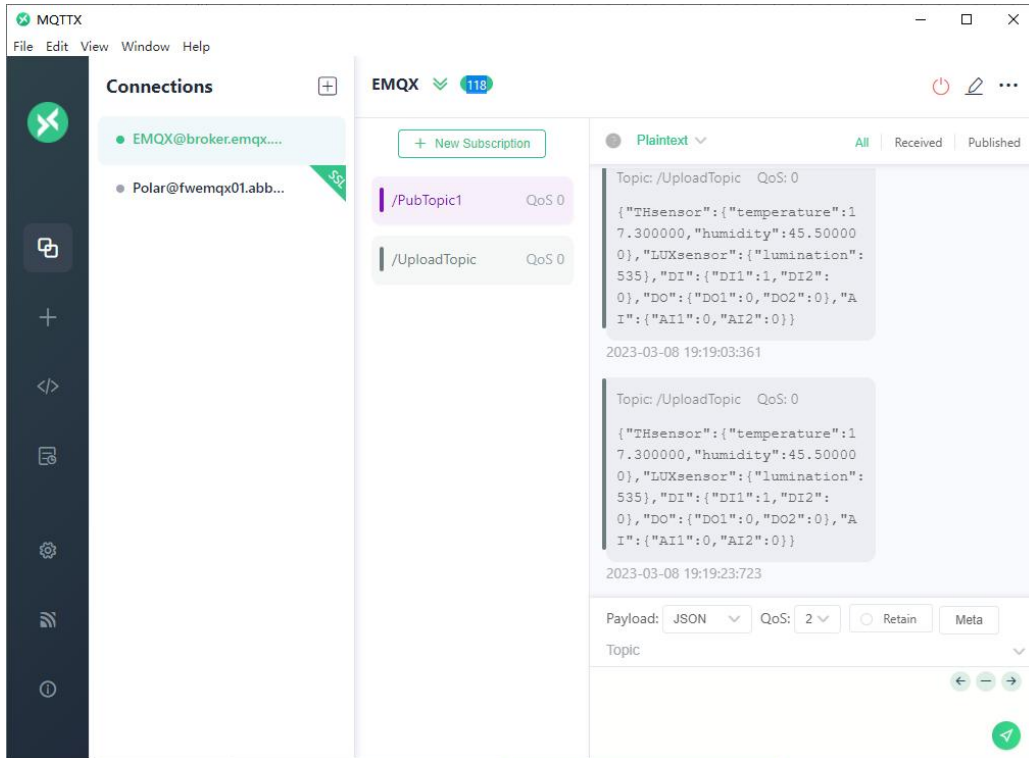 MQTTX
File Edit View Window Help
Connections
EMQX@broker.emqx....
SSL
Polar@fwemqx01.abb...
EMQX 118
+ New Subscription
/PubTopic1 QoS 0
/UploadTopic QoS 0
Plaintext
All Received Published
Topic: /UploadTopic QoS: 0
{"THsensor":{"temperature":1
7.300000,"humidity":45.50000
0},"LUXsensor":{"lumination":
535},"DI":{"DI1":1,"DI2":
0},"DO":{"DO1":0,"DO2":0},"A
I":{"AI1":0,"AI2":0}}
2023-03-08 19:19:03:361
Topic: /UploadTopic QoS: 0
{"THsensor":{"temperature":1
7.300000,"humidity":45.50000
0},"LUXsensor":{"lumination":
535},"DI":{"DI1":1,"DI2":
0},"DO":{"DO1":0,"DO2":0},"A
I":{"AI1":0,"AI2":0}}
2023-03-08 19:19:23:723
Payload: JSON QoS: 2 Retain Meta
Topic